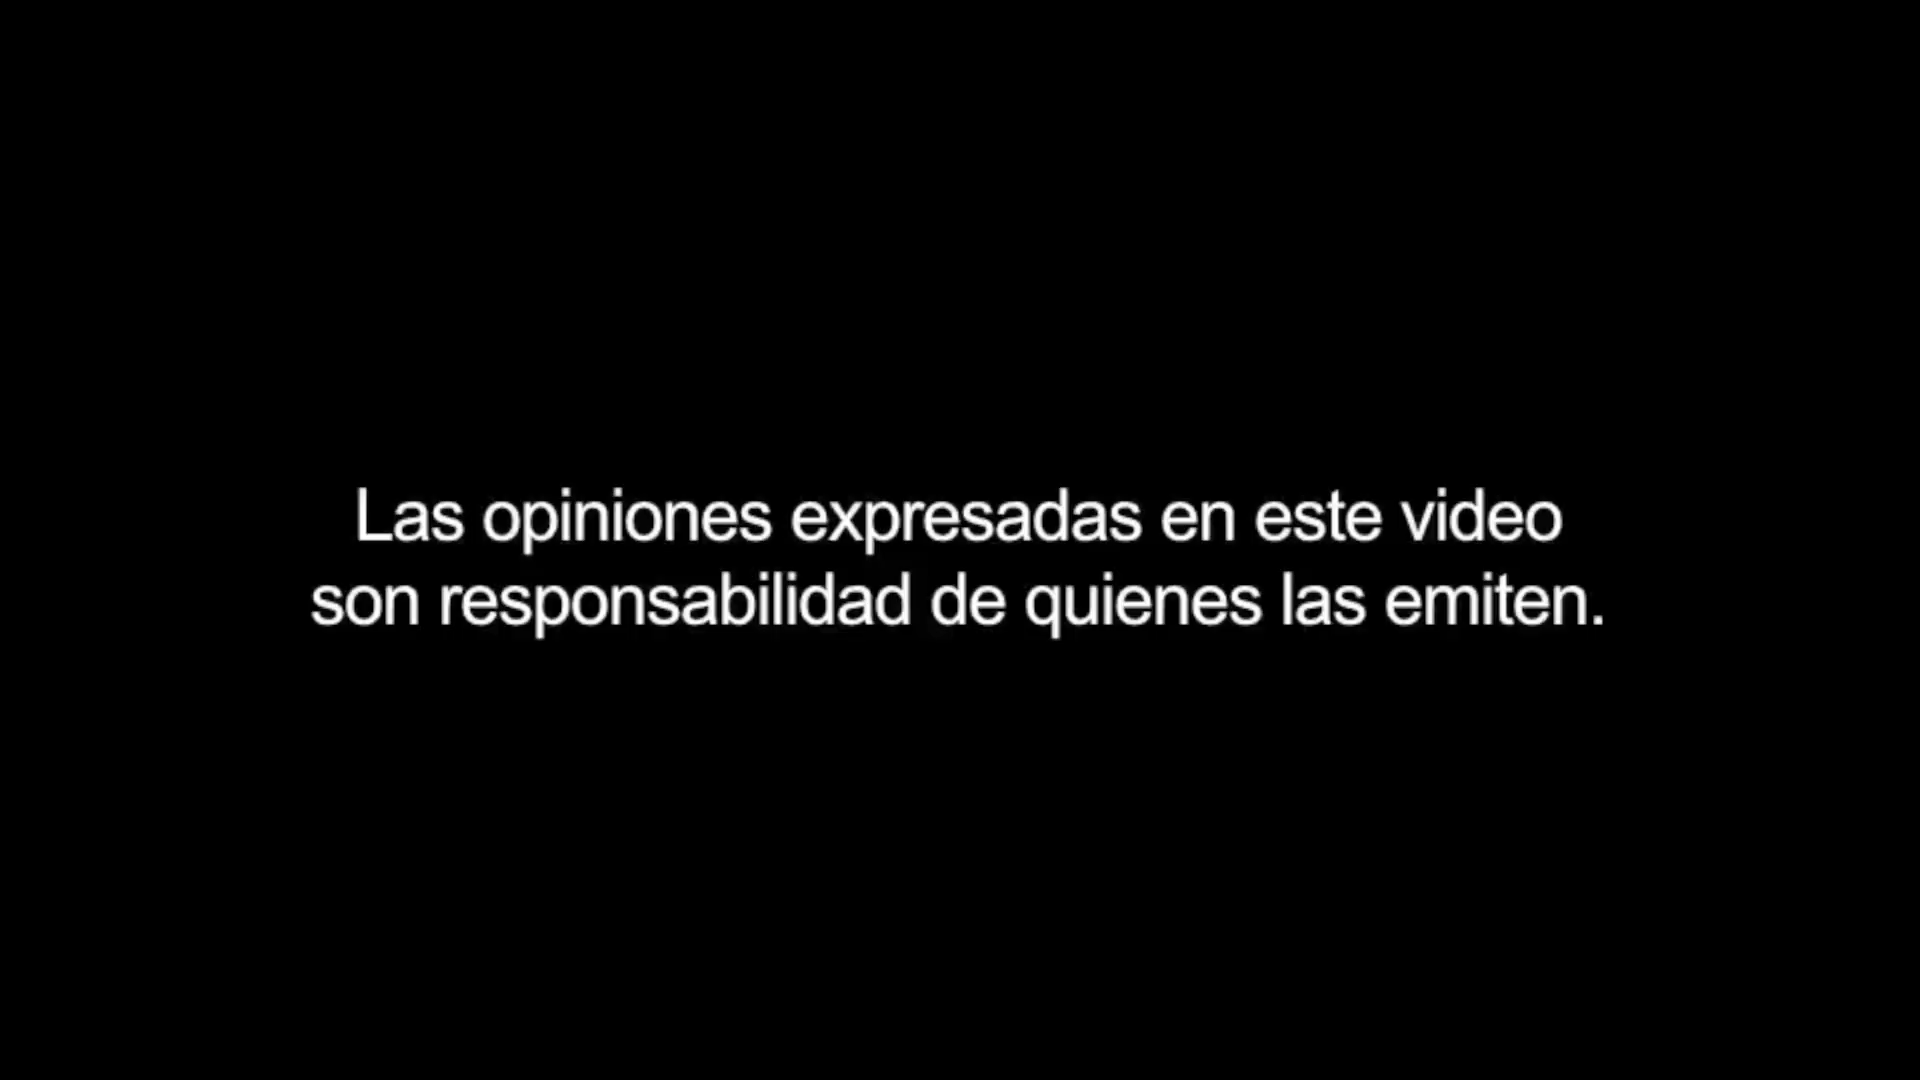 Las opiniones expresadas en este video
son responsabilidad de quienes las emiten.